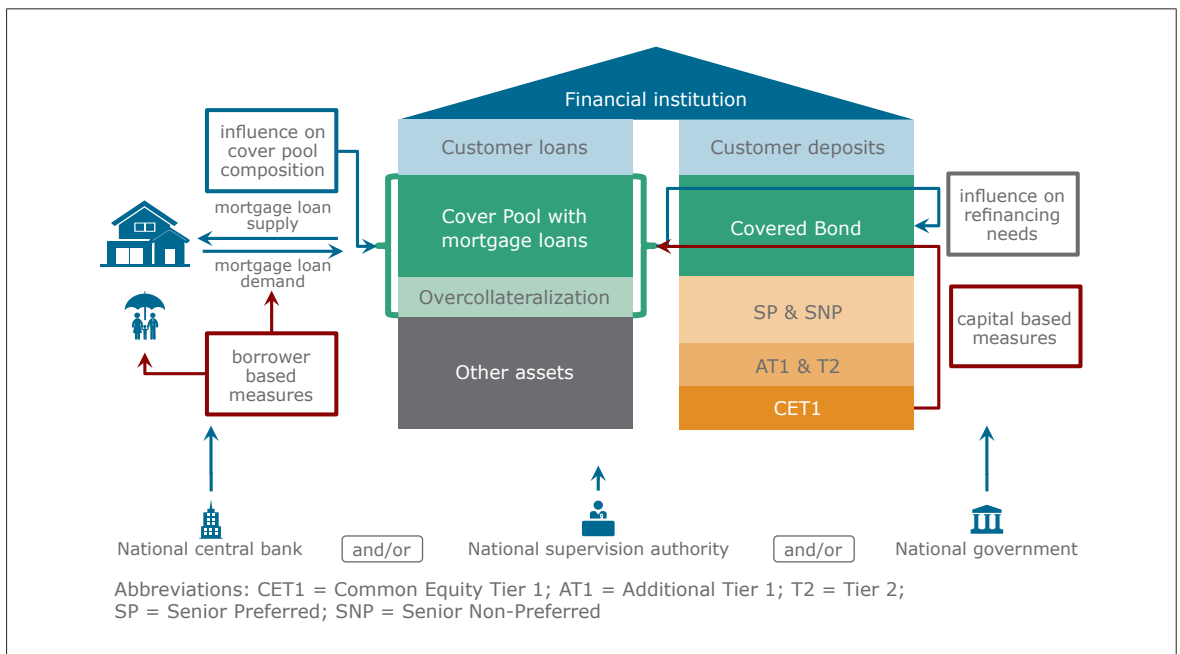 Financial institution
influence on
cover pool
composition
Customer loans
Customer deposits
mortgage loan
supply
mortgage loan
demand
Cover Pool with
mortgage loans
Covered Bond
influence on
refinancing
needs
Overcollateralization
SP & SNP
capital based
measures
borrower
based
measures
Other assets
AT1 & T2
CET1
National central bank
and/or
National supervision authority
and/or
National government
Abbreviations: CET1 = Common Equity Tier 1; AT1 = Additional Tier 1; T2 = Tier 2;
SP = Senior Preferred; SNP = Senior Non-Preferred